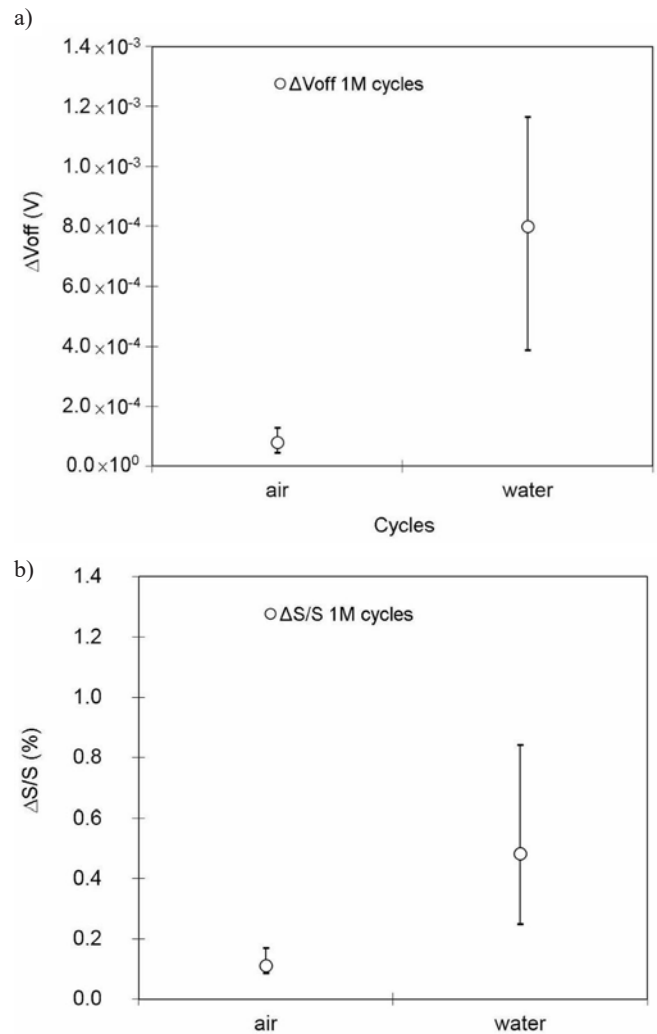 a)
1.4×10⁻³
○ΔVoff 1M cycles
1.2×10⁻³
1.0×10⁻³
8.0×10⁻⁴
6.0×10⁻⁴
4.0×10⁻⁴
2.0×10⁻⁴
0.0×10⁰
ΔVoff (V)
air water
Cycles
b)
1.4
○ΔS/S 1M cycles
1.2
1.0
0.8
0.6
0.4
0.2
0.0
ΔS/S (%)
air water